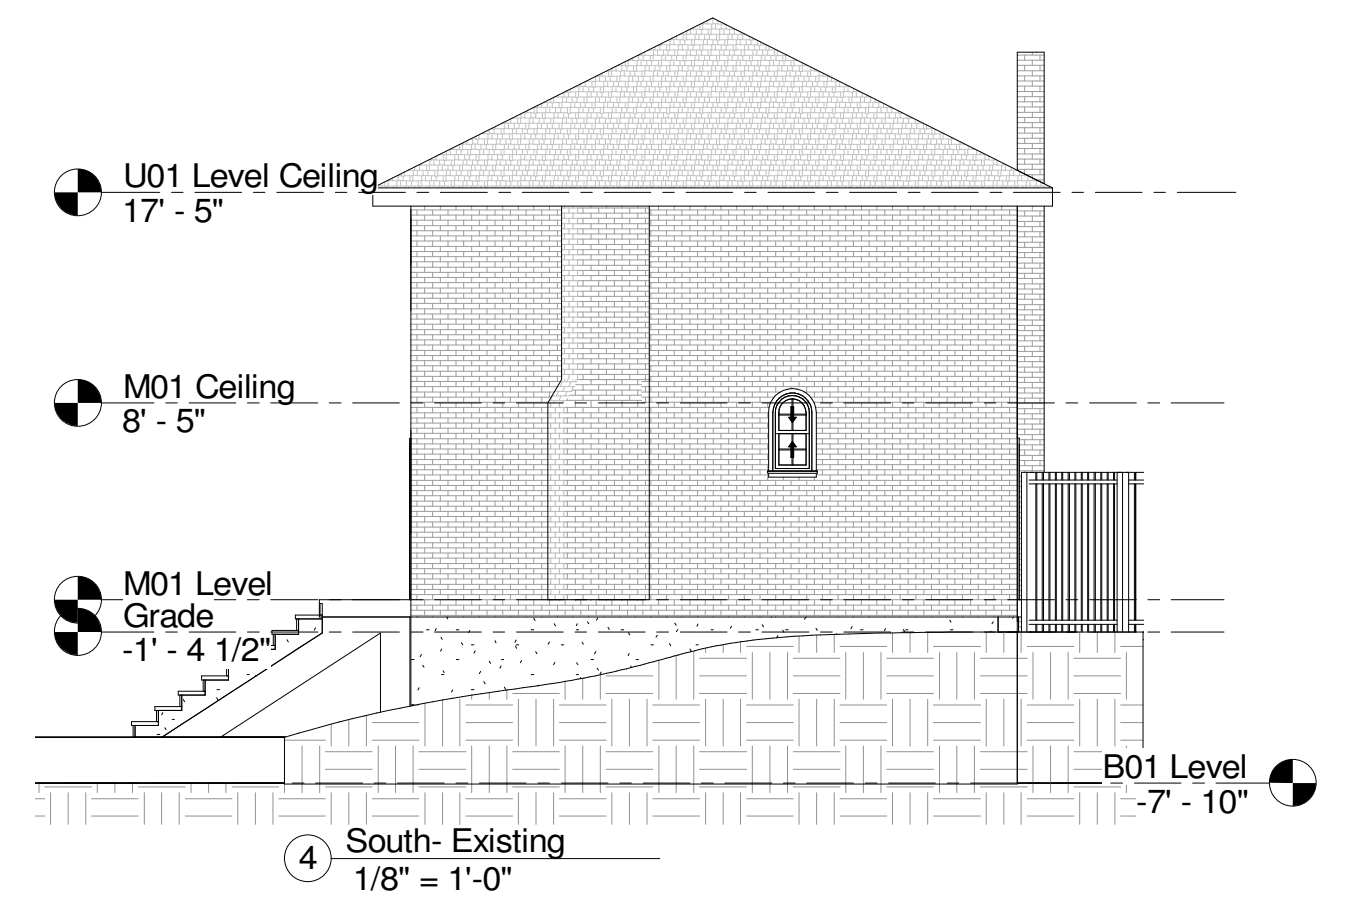 U01 Level Ceiling
17' - 5"
M01 Ceiling
8' - 5"
M01 Level
Grade
-1' - 4 1/2"
B01 Level
-7' - 10"
4
South- Existing
1/8" = 1'-0"